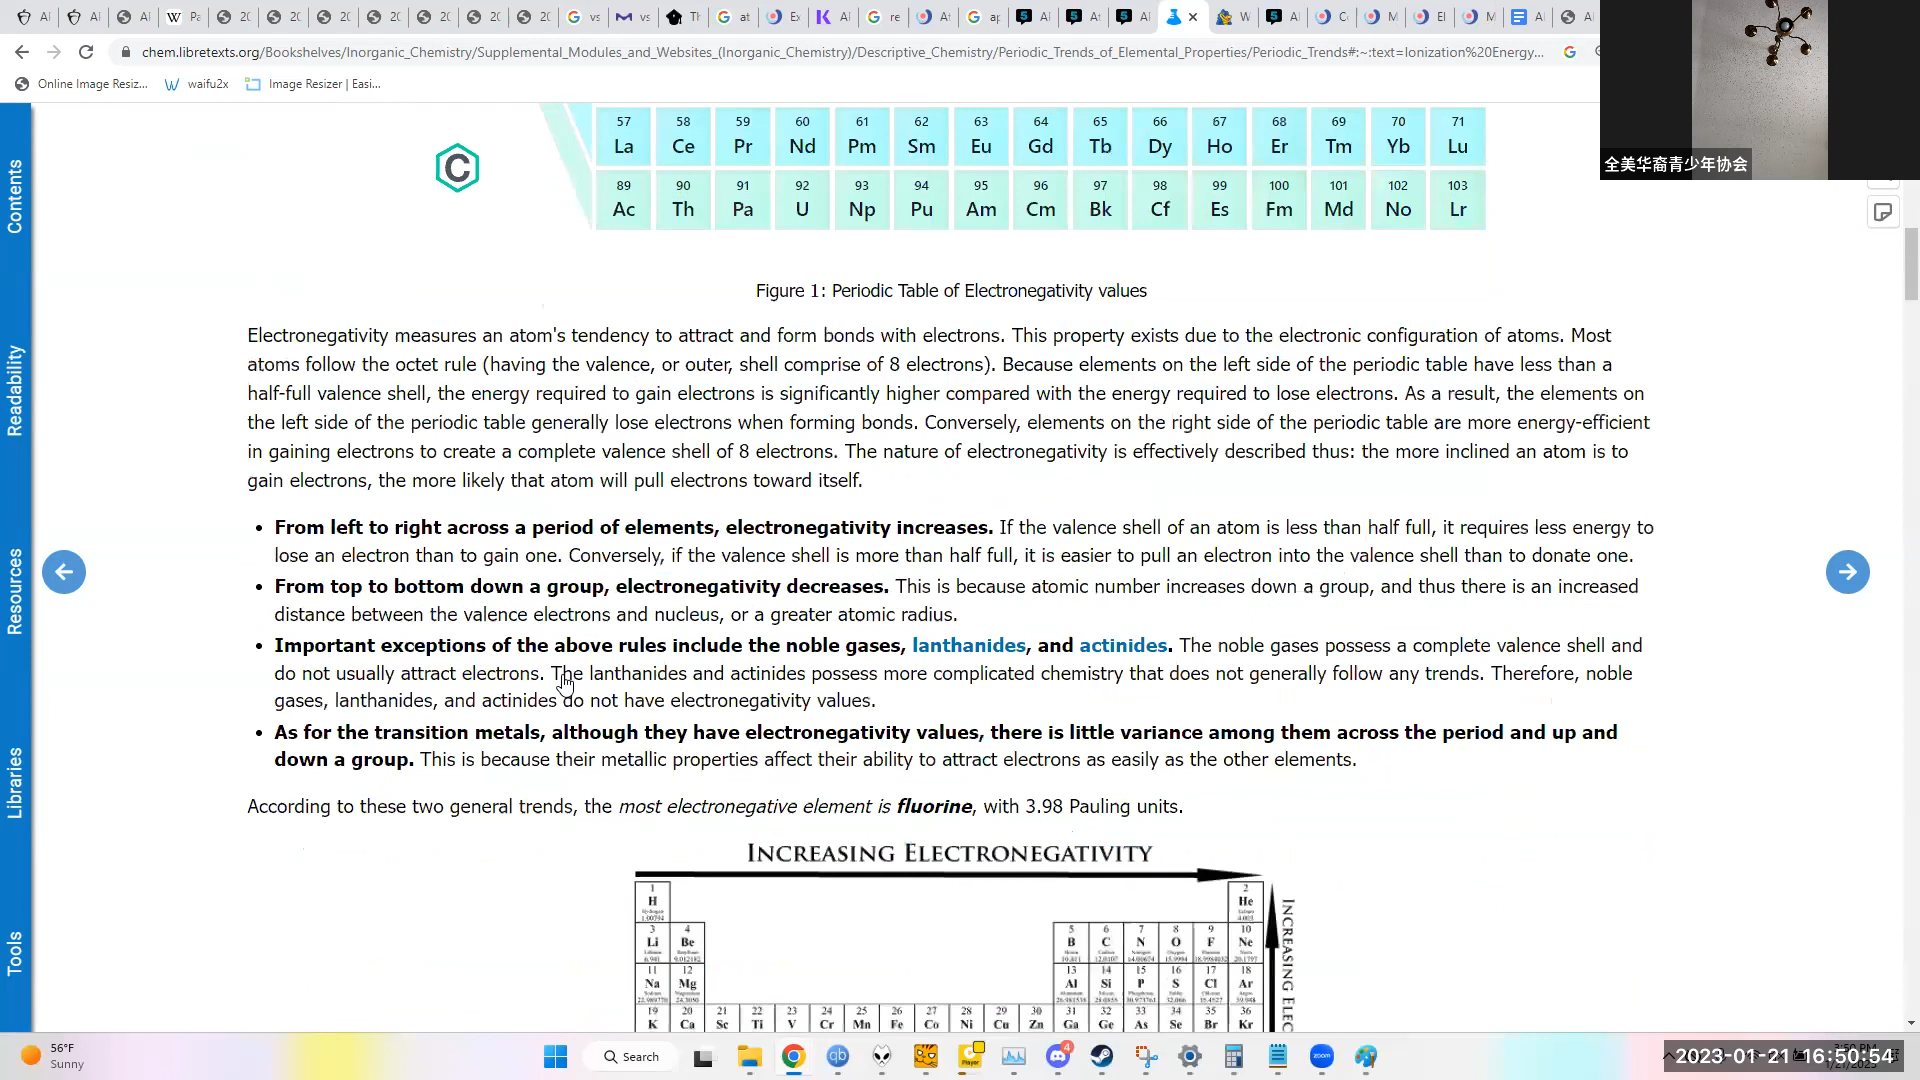 chem.libretexts.org/Bookshelves/Inorganic_Chemistry/Supplemental_Modules_and_Websites_(Inorganic_Chemistry)/Descriptive_Chemistry/Periodic_Trends_of_Elemental_Properties/Periodic_Trends#:~:text=Ionization%20Energy...
Online Image Resiz... waifu2x Image Resizer | Easi...
全美华裔青少年协会
57 58 59 60 61 62 63 64 65 66 67 68 69 70 71
La Ce Pr Nd Pm Sm Eu Gd Tb Dy Ho Er Tm Yb Lu
89 90 91 92 93 94 95 96 97 98 99 100 101 102 103
Ac Th Pa U Np Pu Am Cm Bk Cf Es Fm Md No Lr
Contents
Readability
Resources
Libraries
Tools
Figure 1: Periodic Table of Electronegativity values
Electronegativity measures an atom's tendency to attract and form bonds with electrons. This property exists due to the electronic configuration of atoms. Most
atoms follow the octet rule (having the valence, or outer, shell comprise of 8 electrons). Because elements on the left side of the periodic table have less than a
half-full valence shell, the energy required to gain electrons is significantly higher compared with the energy required to lose electrons. As a result, the elements on
the left side of the periodic table generally lose electrons when forming bonds. Conversely, elements on the right side of the periodic table are more energy-efficient
in gaining electrons to create a complete valence shell of 8 electrons. The nature of electronegativity is effectively described thus: the more inclined an atom is to
gain electrons, the more likely that atom will pull electrons toward itself.
• From left to right across a period of elements, electronegativity increases. If the valence shell of an atom is less than half full, it requires less energy to
lose an electron than to gain one. Conversely, if the valence shell is more than half full, it is easier to pull an electron into the valence shell than to donate one.
• From top to bottom down a group, electronegativity decreases. This is because atomic number increases down a group, and thus there is an increased
distance between the valence electrons and nucleus, or a greater atomic radius.
• Important exceptions of the above rules include the noble gases, lanthanides, and actinides. The noble gases possess a complete valence shell and
do not usually attract electrons. The lanthanides and actinides possess more complicated chemistry that does not generally follow any trends. Therefore, noble
gases, lanthanides, and actinides do not have electronegativity values.
• As for the transition metals, although they have electronegativity values, there is little variance among them across the period and up and
down a group. This is because their metallic properties affect their ability to attract electrons as easily as the other elements.
According to these two general trends, the most electronegative element is fluorine, with 3.98 Pauling units.
INCREASING ELECTRONEGATIVITY
1 2
H He
3 4 5 6 7 8 9 10
Li Be B C N O F Ne
11 12 13 14 15 16 17 18
Na Mg Al Si P S Cl Ar
19 20 21 22 23 24 25 26 27 28 29 30 31 32 33 34 35 36
K Ca Sc Ti V Cr Mn Fe Co Ni Cu Zn Ga Ge As Se Br Kr
INCREASING ELEC
56°F
Sunny
Search
2023-01-21 16:50:54